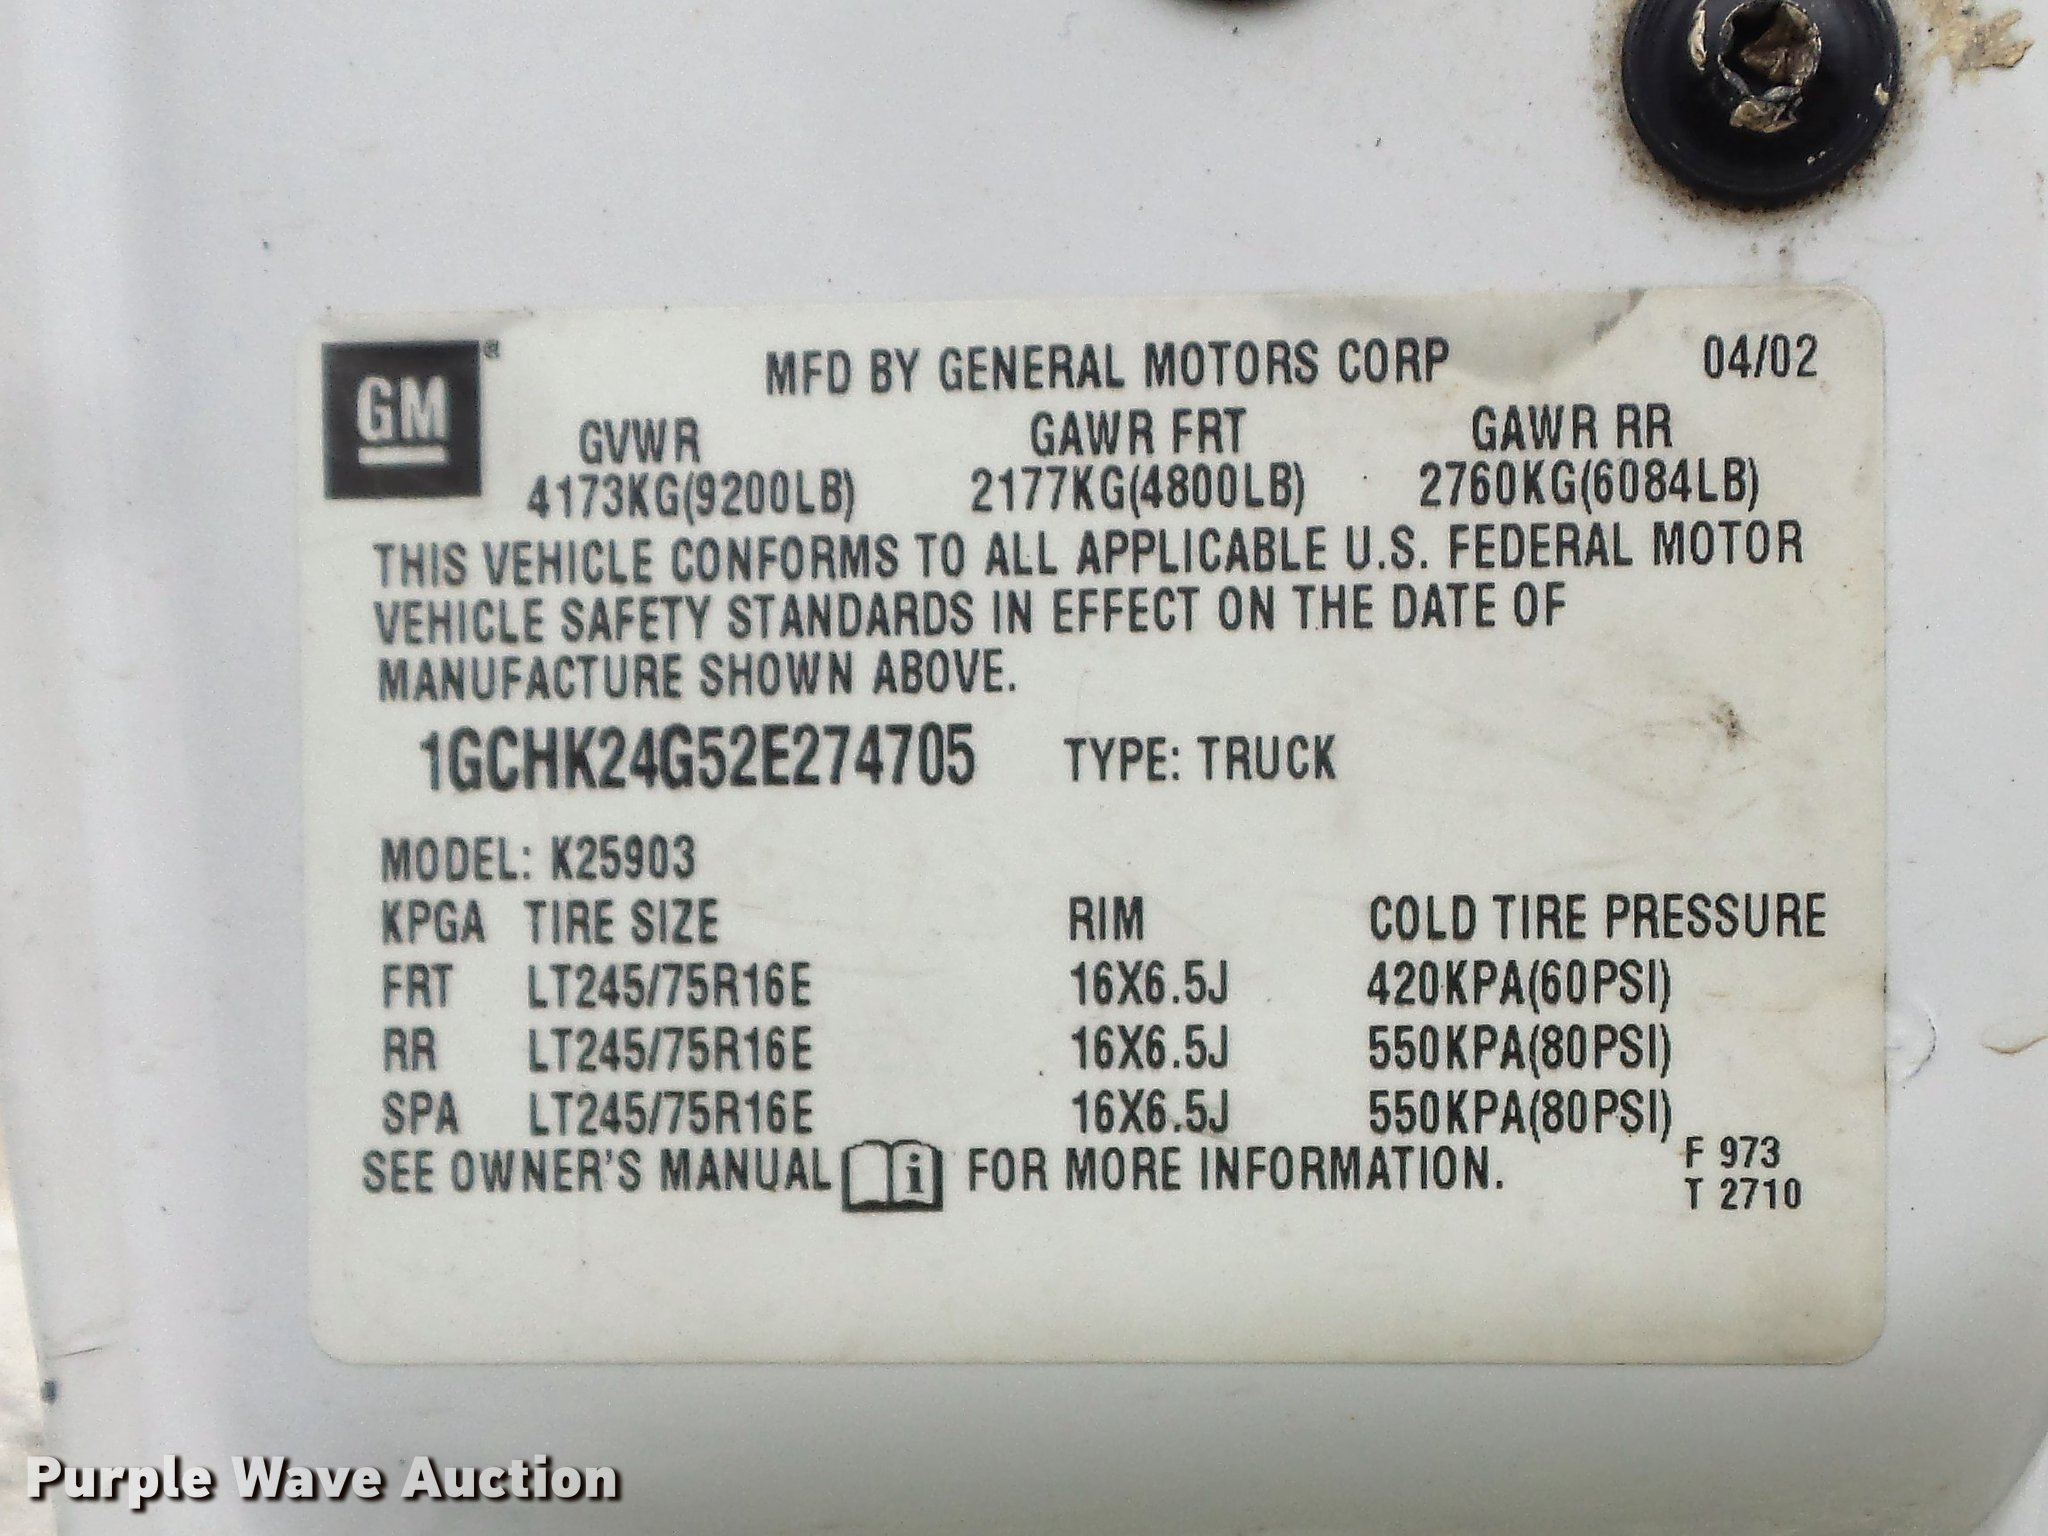 GM®
MFD BY GENERAL MOTORS CORP 04/02
GVWR GAWR FRT GAWR RR
4173KG(9200LB) 2177KG(4800LB) 2760KG(6084LB)
THIS VEHICLE CONFORMS TO ALL APPLICABLE U.S. FEDERAL MOTOR
VEHICLE SAFETY STANDARDS IN EFFECT ON THE DATE OF
MANUFACTURE SHOWN ABOVE.
1GCHK24G52E274705 TYPE: TRUCK
MODEL: K25903
KPGA TIRE SIZE RIM COLD TIRE PRESSURE
FRT LT245/75R16E 16X6.5J 420KPA(60PSI)
RR LT245/75R16E 16X6.5J 550KPA(80PSI)
SPA LT245/75R16E 16X6.5J 550KPA(80PSI)
SEE OWNER'S MANUAL i FOR MORE INFORMATION.
F 973
T 2710
Purple Wave Auction